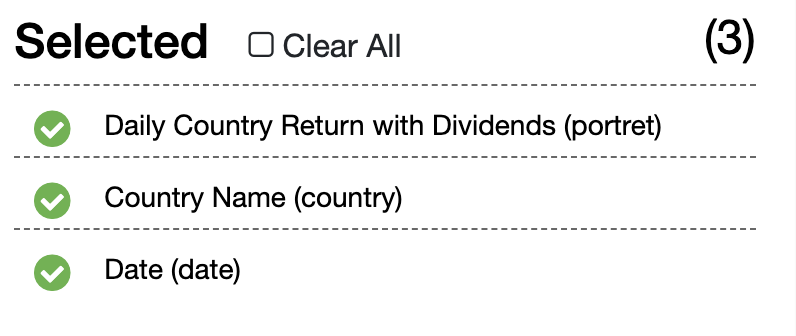 Selected Clear All (3)
Daily Country Return with Dividends (portret)
Country Name (country)
Date (date)